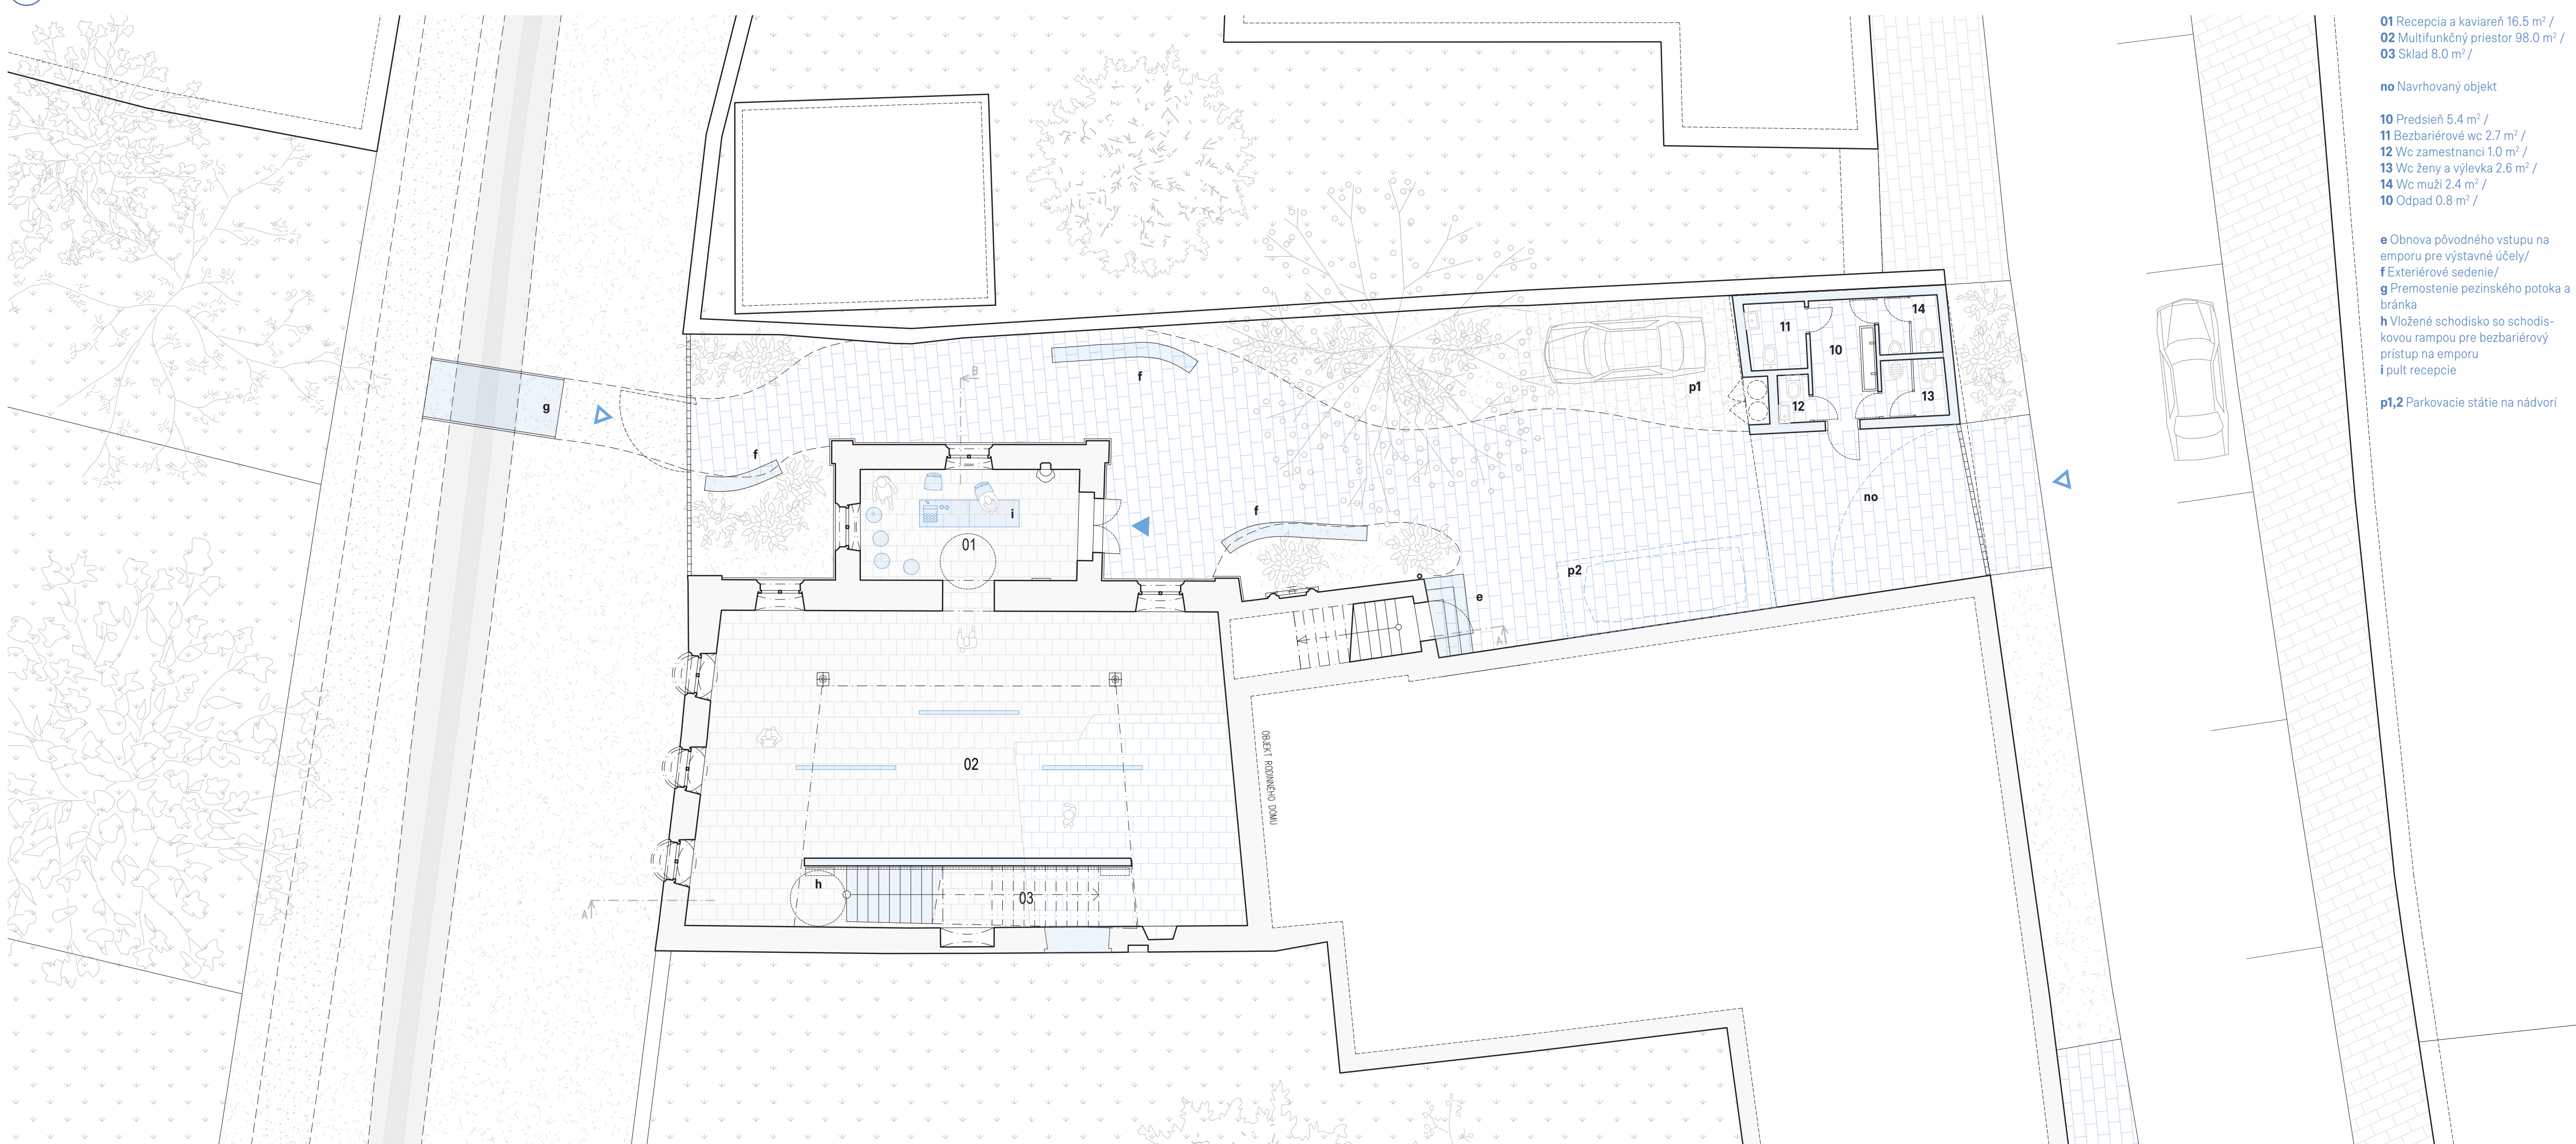 01 Recepcia a kaviareň 16.5 m² /
02 Multifunkčný priestor 98.0 m² /
03 Sklad 8.0 m² /
no Navrhovaný objekt
10 Predsieň 5.4 m² /
11 Bezbariérové wc 2.7 m² /
12 Wc zamestnanci 1.0 m² /
13 Wc ženy a výlevka 2.6 m² /
14 Wc muži 2.4 m² /
10 Odpad 0.8 m² /
e Obnova pôvodného vstupu na
emporu pre výstavné účely/
f Exteriérové sedenie/
g Premostenie pezinského potoka a
bránka
h Vložené schodisko so schodis-
kovou rampou pre bezbariérový
prístup na emporu
i pult recepcie
p1,2 Parkovacie státie na nádvorí
14
11
10
B
f
p1
13
12
g
f
no
f
i
01
p2
e
A
02
OBJEKT RODINNÉHO DOMU
h
03
A